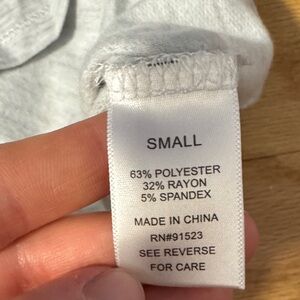 SMALL
63% POLYESTER
32% RAYON
5% SPANDEX
MADE IN CHINA
RN#91523
SEE REVERSE
FOR CARE